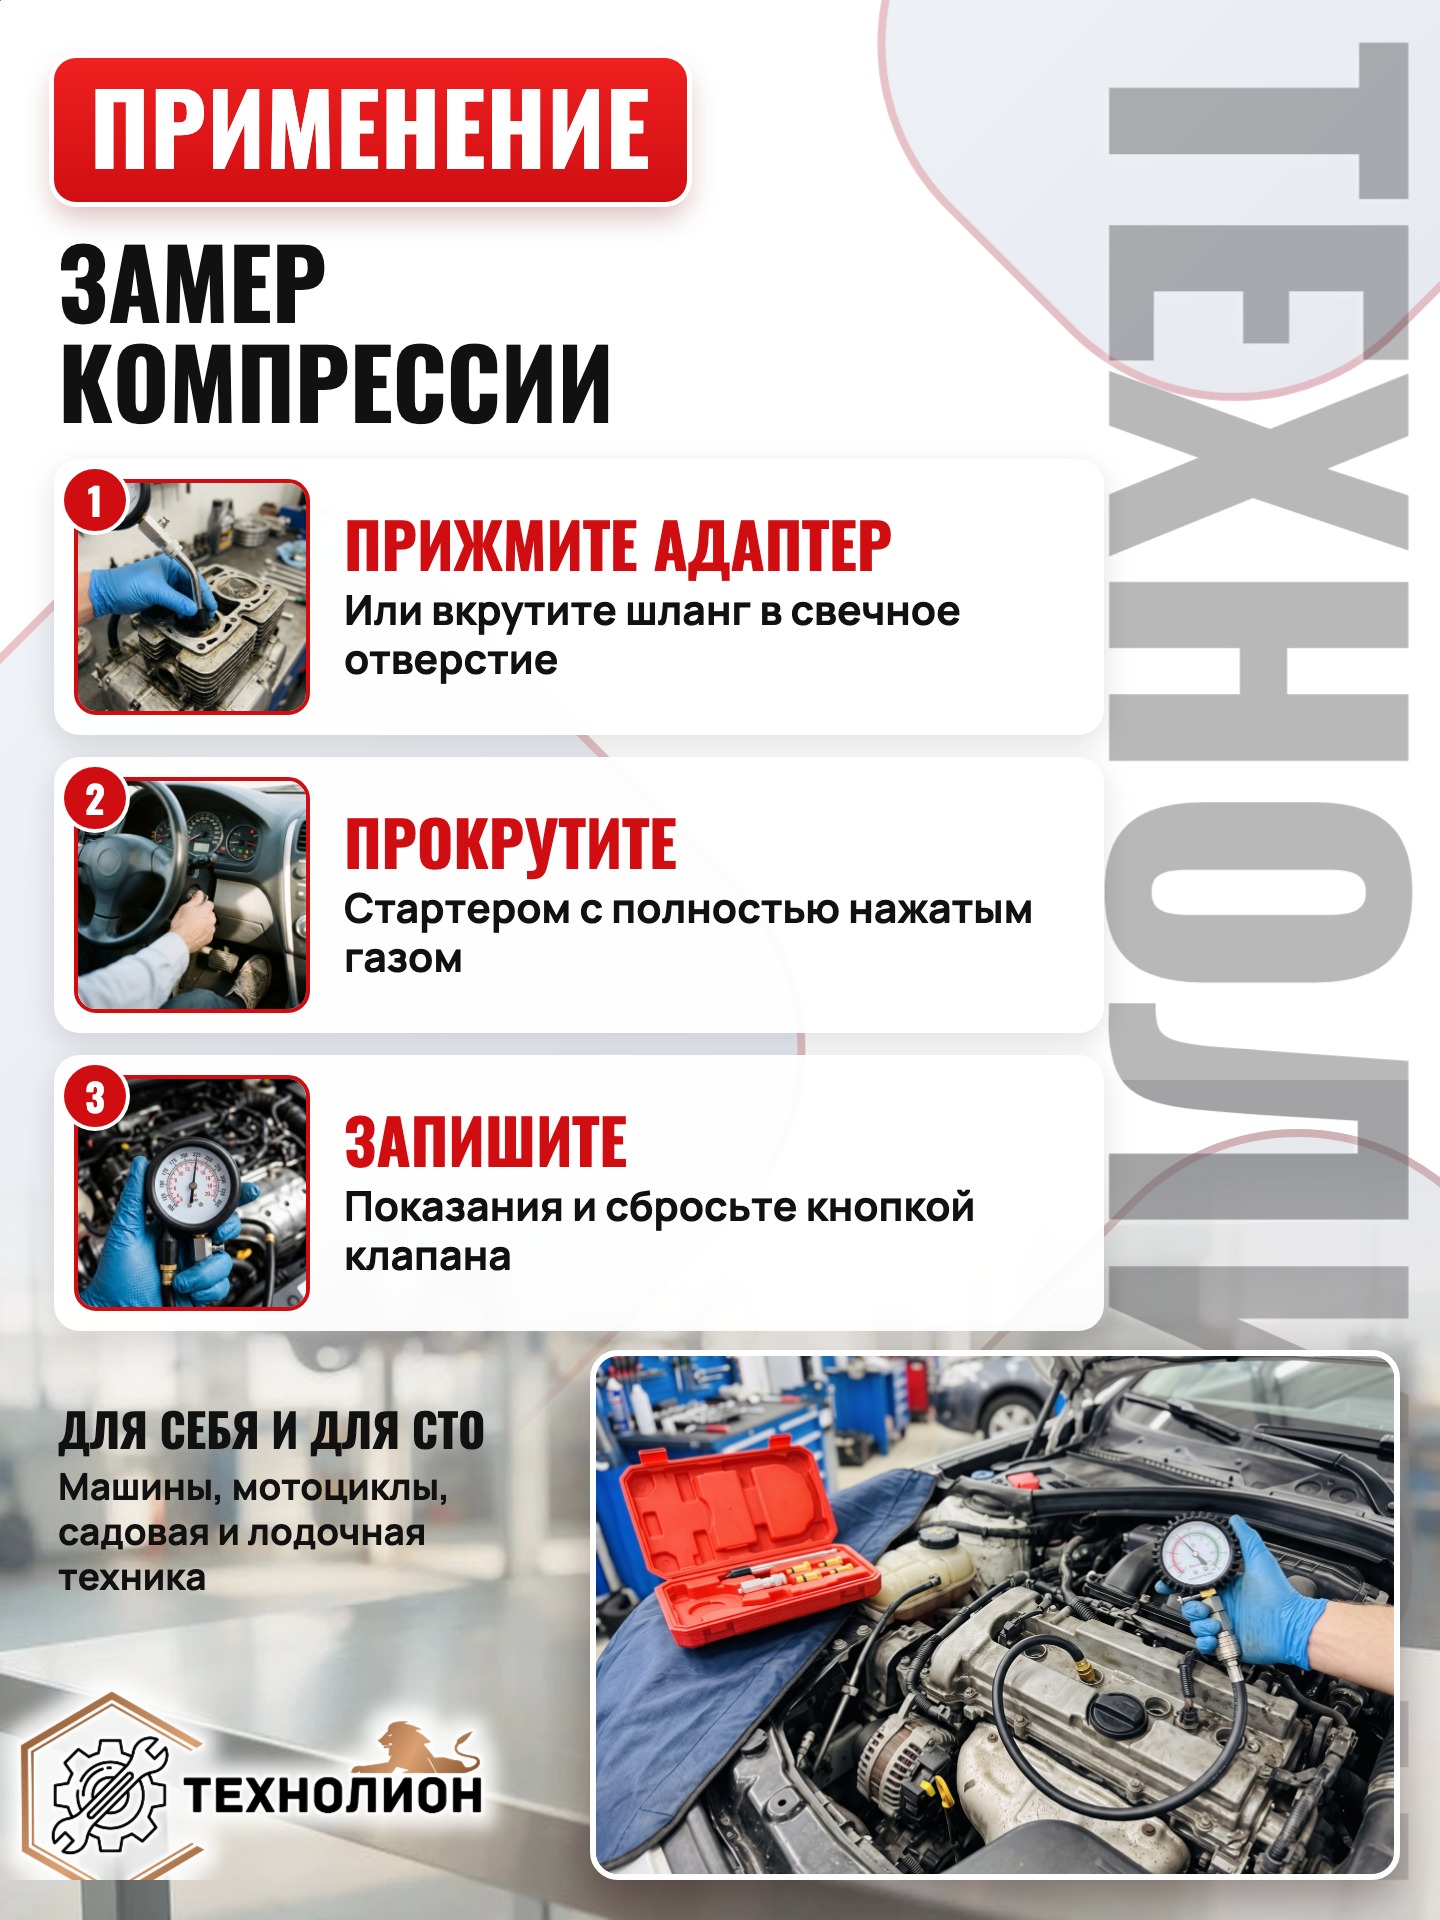 ПРИМЕНЕНИЕ
ЗАМЕР
КОМПРЕССИИ
1
ПРИЖМИТЕ АДАПТЕР
Или вкрутите шланг в свечное
отверстие
2
ПРОКРУТИТЕ
Стартером с полностью нажатым
газом
3
ЗАПИШИТЕ
Показания и сбросьте кнопкой
клапана
ДЛЯ СЕБЯ И ДЛЯ СТО
Машины, мотоциклы,
садовая и лодочная
техника
ТЕХНОЛИОН
ТЕХНОЛИ